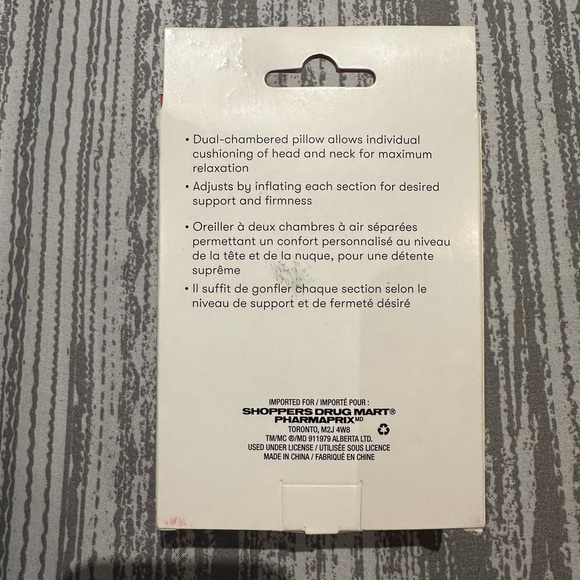 • Dual-chambered pillow allows individual
cushioning of head and neck for maximum
relaxation
• Adjusts by inflating each section for desired
support and firmness
• Oreiller à deux chambres à air séparées
permettant un confort personnalisé au niveau
de la tête et de la nuque, pour une détente
suprême
• Il suffit de gonfler chaque section selon le
niveau de support et de fermeté désiré
IMPORTED FOR / IMPORTÉ POUR :
SHOPPERS DRUG MART®
PHARMAPRIX MD
TORONTO, M2J 4W8
TM/MC ®/MD 911979 ALBERTA LTD.
USED UNDER LICENSE / UTILISÉE SOUS LICENCE
MADE IN CHINA / FABRIQUÉ EN CHINE